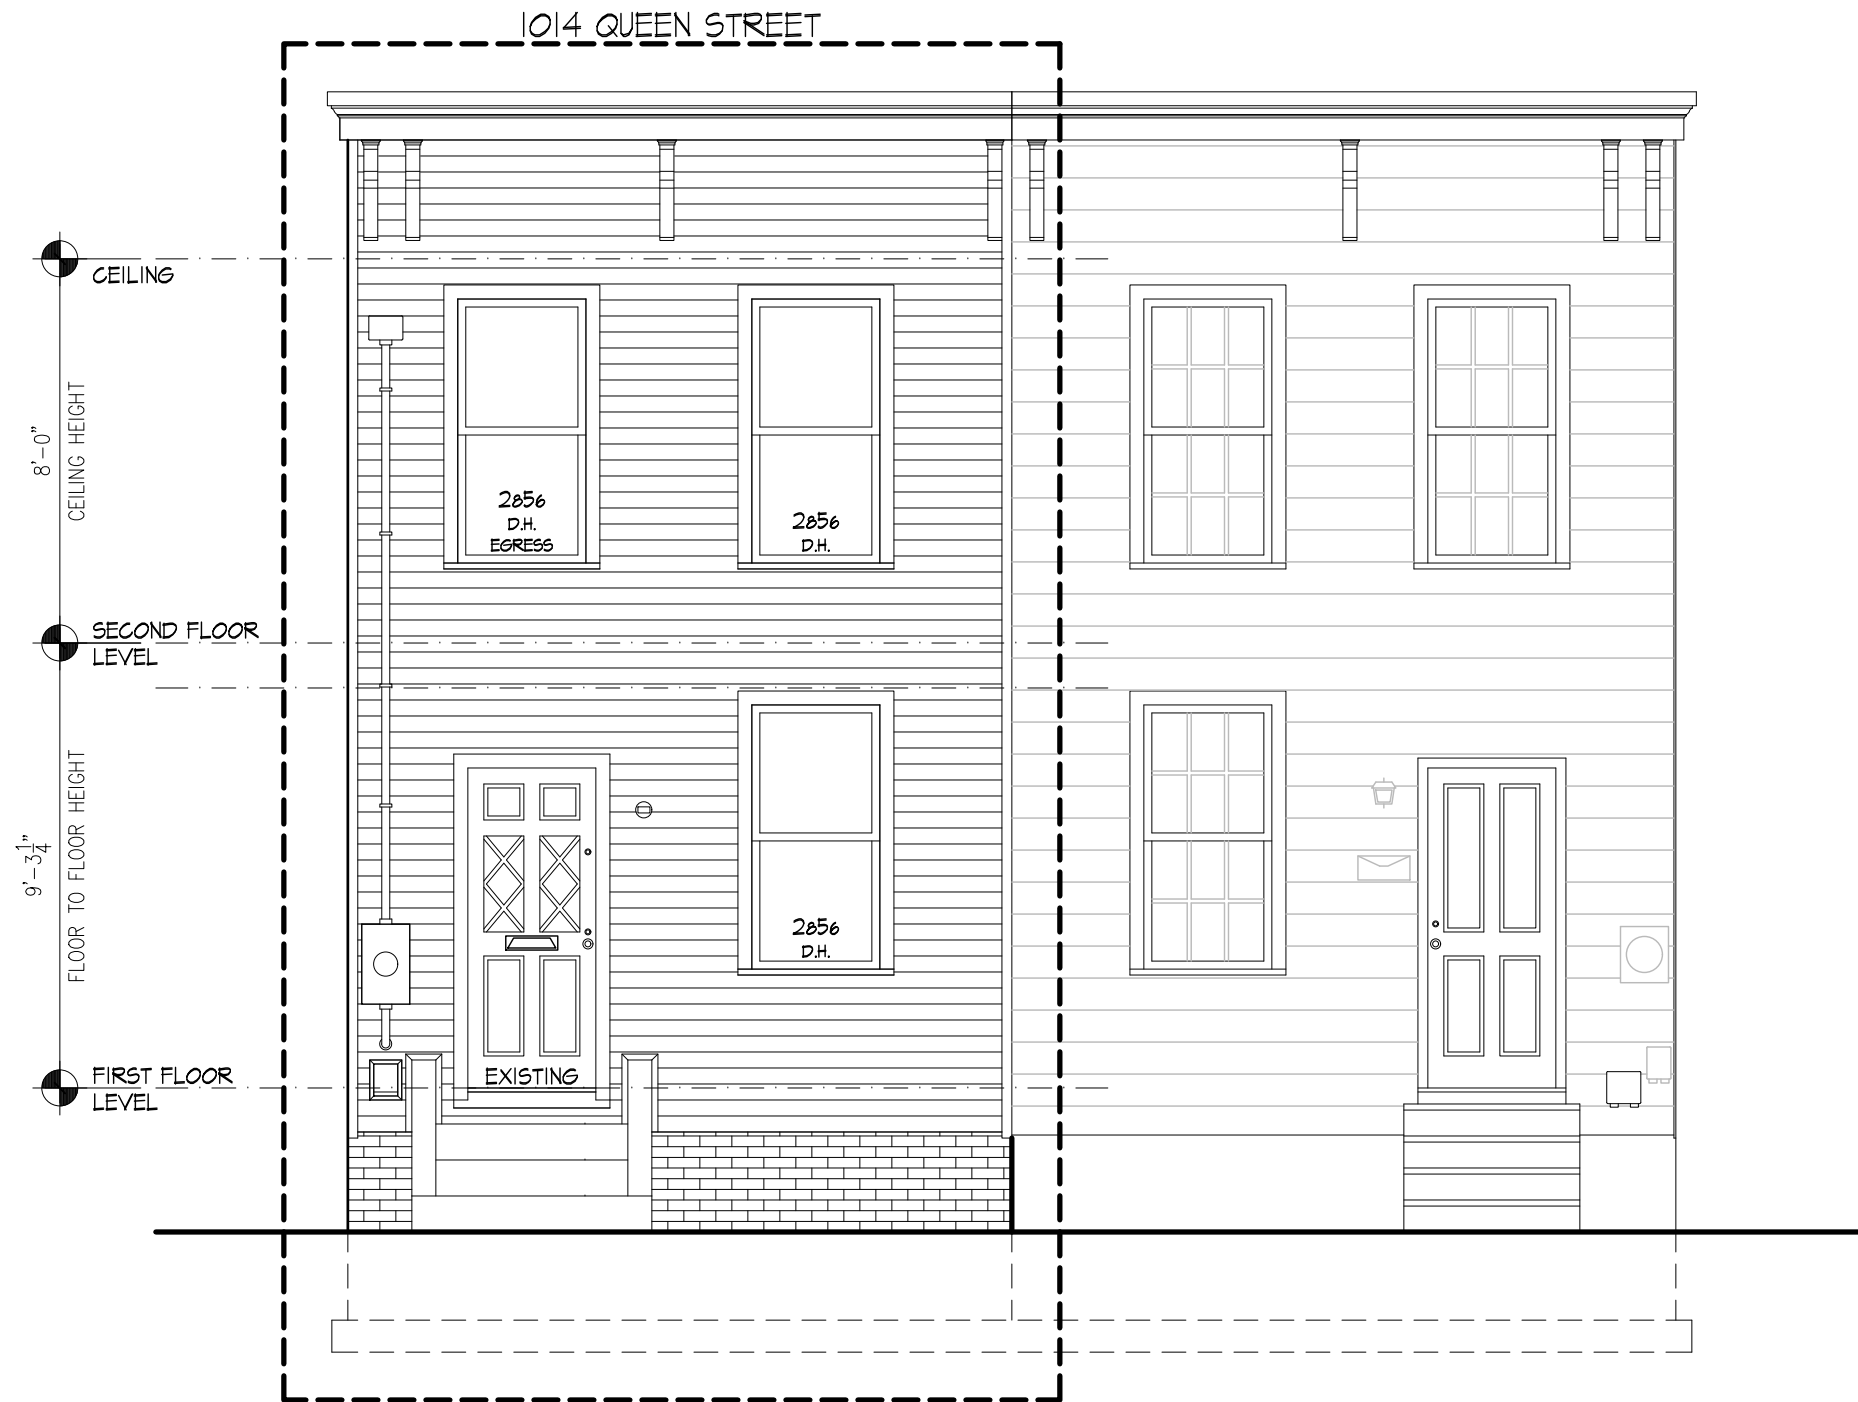 1014 QUEEN STREET
CEILING
8'-0"
CEILING HEIGHT
2856
D.H.
EGRESS
2856
D.H.
SECOND FLOOR
LEVEL
9'-3 1/4"
FLOOR TO FLOOR HEIGHT
2856
D.H.
EXISTING
FIRST FLOOR
LEVEL